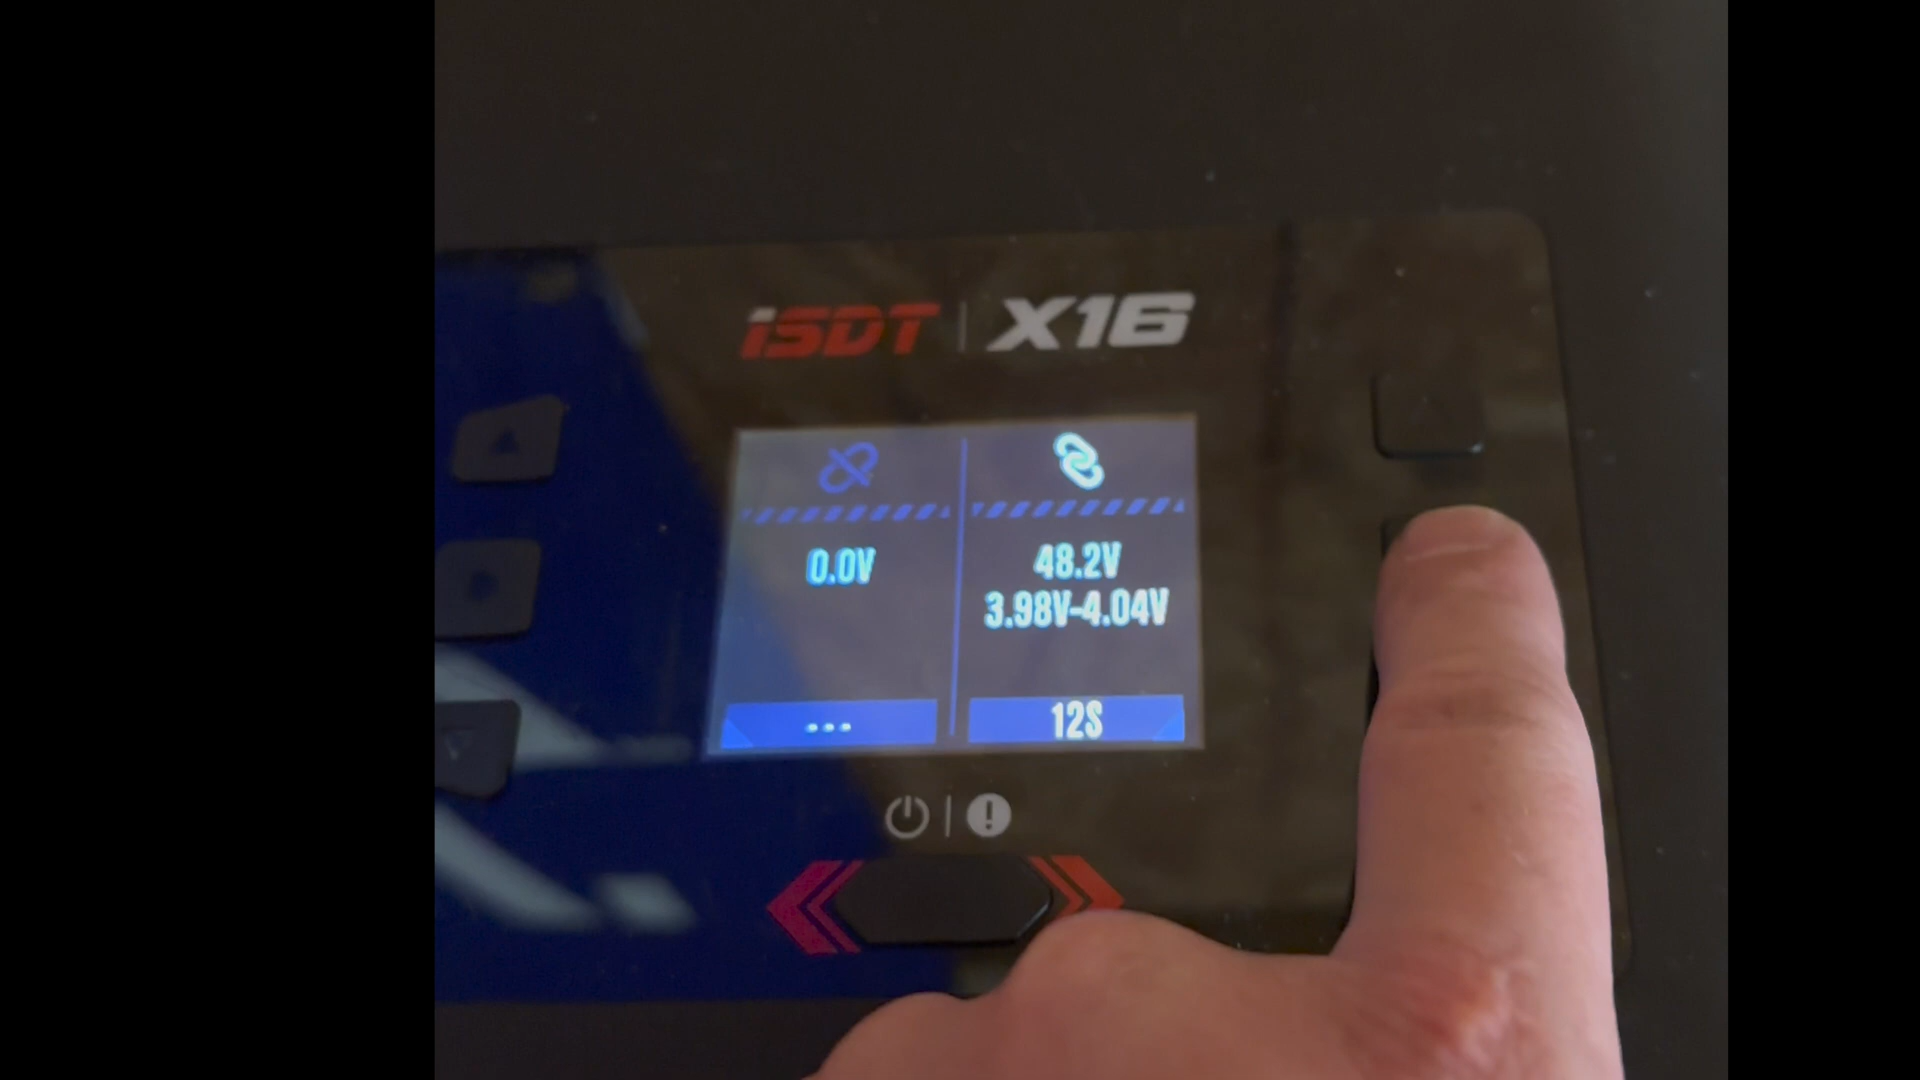 iSDT | X16
0.0V
48.2V
3.98V-4.04V
---
12S